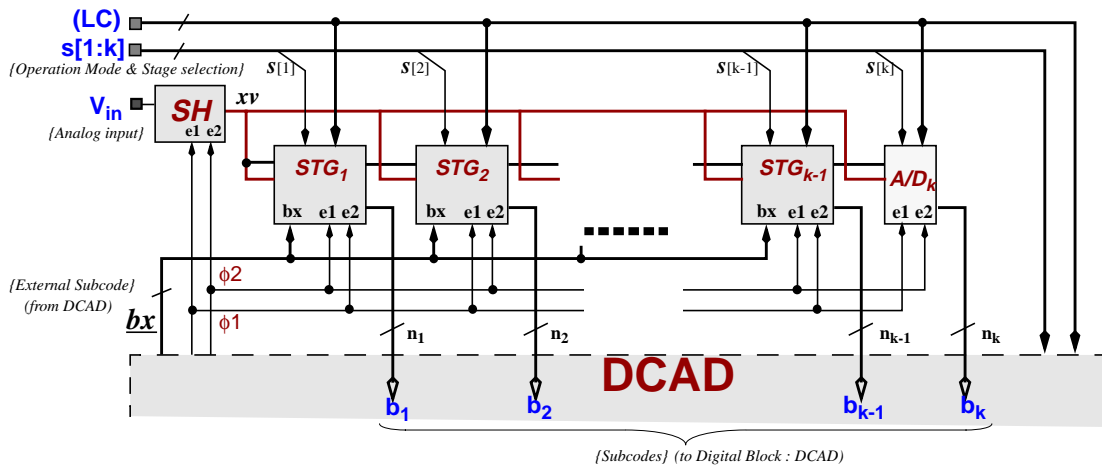 (LC)
s[1:k]
{Operation Mode & Stage selection}
s[1] s[2] s[k-1] s[k]
Vin
{Analog input}
SH
e1 e2
xv
STG1
bx e1 e2
STG2
bx e1 e2
STGk-1
bx e1 e2
A/Dk
e1 e2
{External Subcode}
(from DCAD)
bx
ϕ2
ϕ1
n1 n2 nk-1 nk
DCAD
b1 b2 bk-1 bk
{Subcodes} (to Digital Block : DCAD)